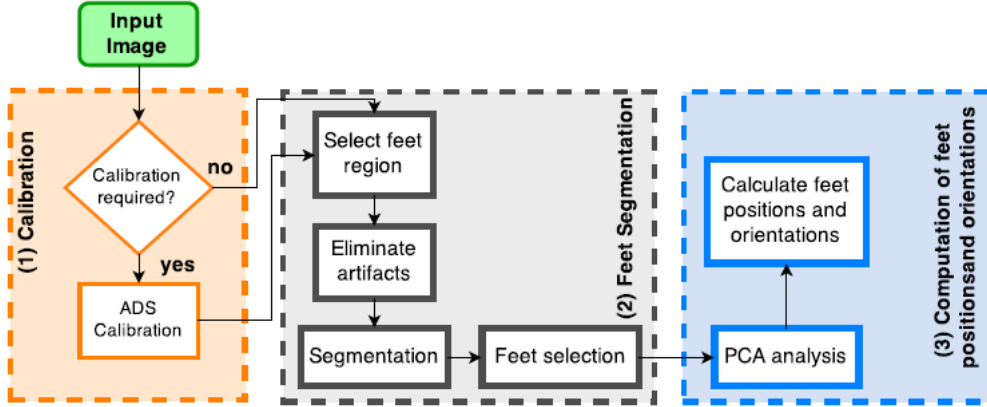 Input
Image
(1) Calibration
Calibration
required?
no
yes
ADS
Calibration
Select feet
region
Eliminate
artifacts
Segmentation
Feet selection
(2) Feet Segmentation
PCA analysis
Calculate feet
positions and
orientations
(3) Computation of feet
positionsand orientations